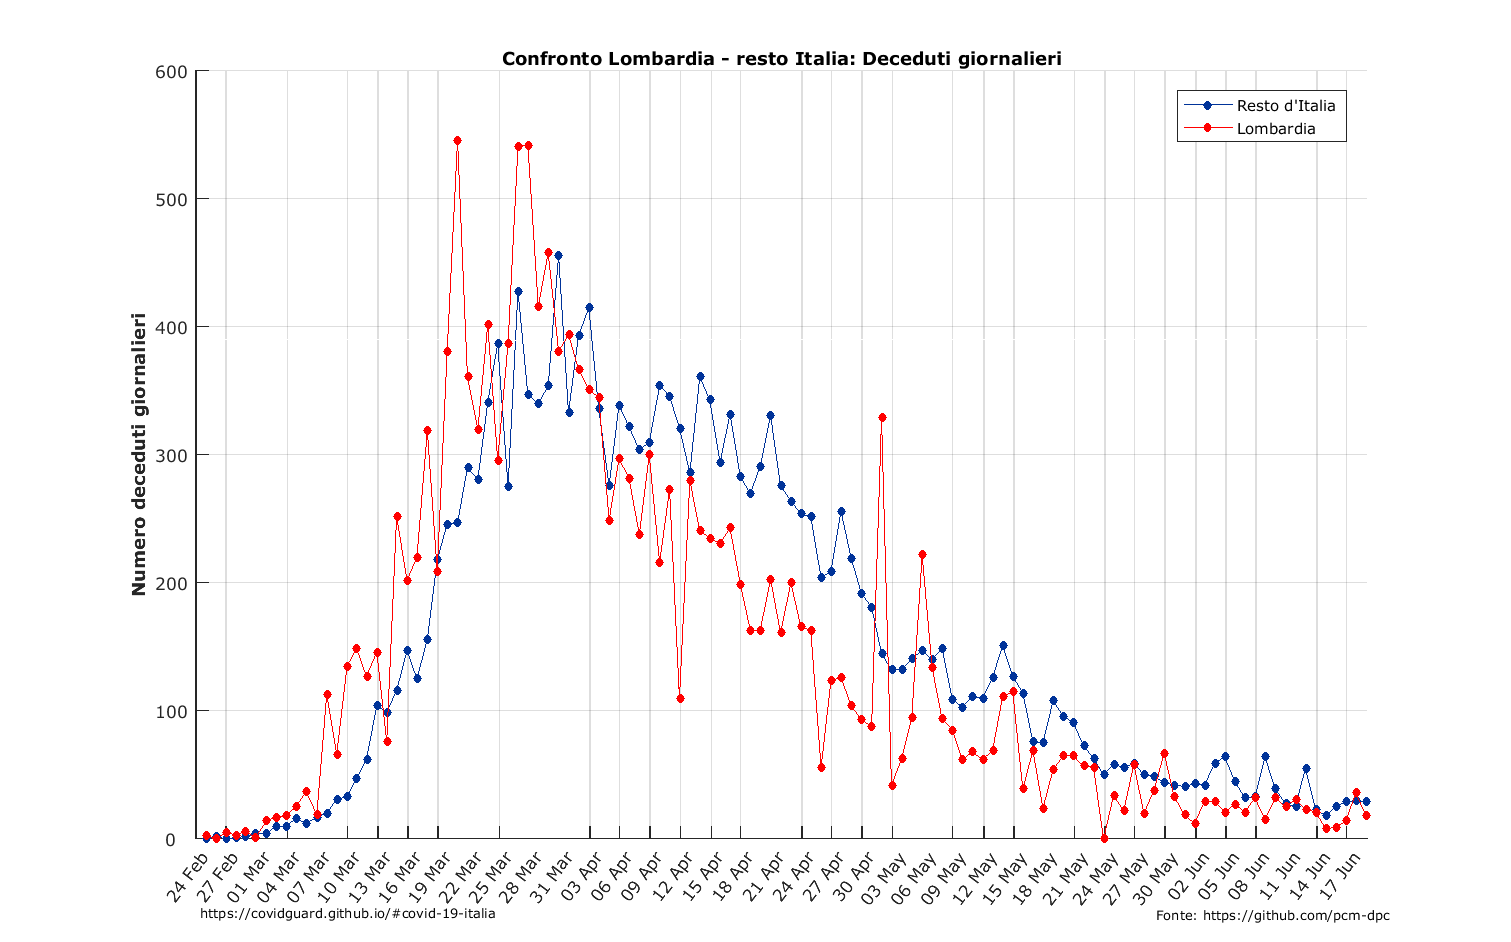 Confronto Lombardia - resto Italia: Deceduti giornalieri
600
500
400
300
200
100
0
Numero deceduti giornalieri
Resto d'Italia
Lombardia
24 Feb
27 Feb
01 Mar
04 Mar
07 Mar
10 Mar
13 Mar
16 Mar
19 Mar
22 Mar
25 Mar
28 Mar
31 Mar
03 Apr
06 Apr
09 Apr
12 Apr
15 Apr
18 Apr
21 Apr
24 Apr
27 Apr
30 Apr
03 May
06 May
09 May
12 May
15 May
18 May
21 May
24 May
27 May
30 May
02 Jun
05 Jun
08 Jun
11 Jun
14 Jun
17 Jun
https://covidguard.github.io/#covid-19-italia
Fonte: https://github.com/pcm-dpc